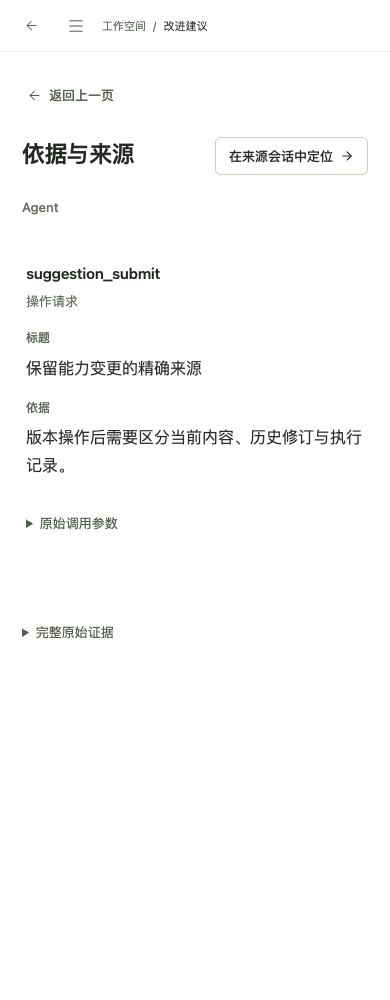 工作空间 / 改进建议
返回上一页
依据与来源
在来源会话中定位
Agent
suggestion_submit
操作请求
标题
保留能力变更的精确来源
依据
版本操作后需要区分当前内容、历史修订与执行
记录。
原始调用参数
完整原始证据